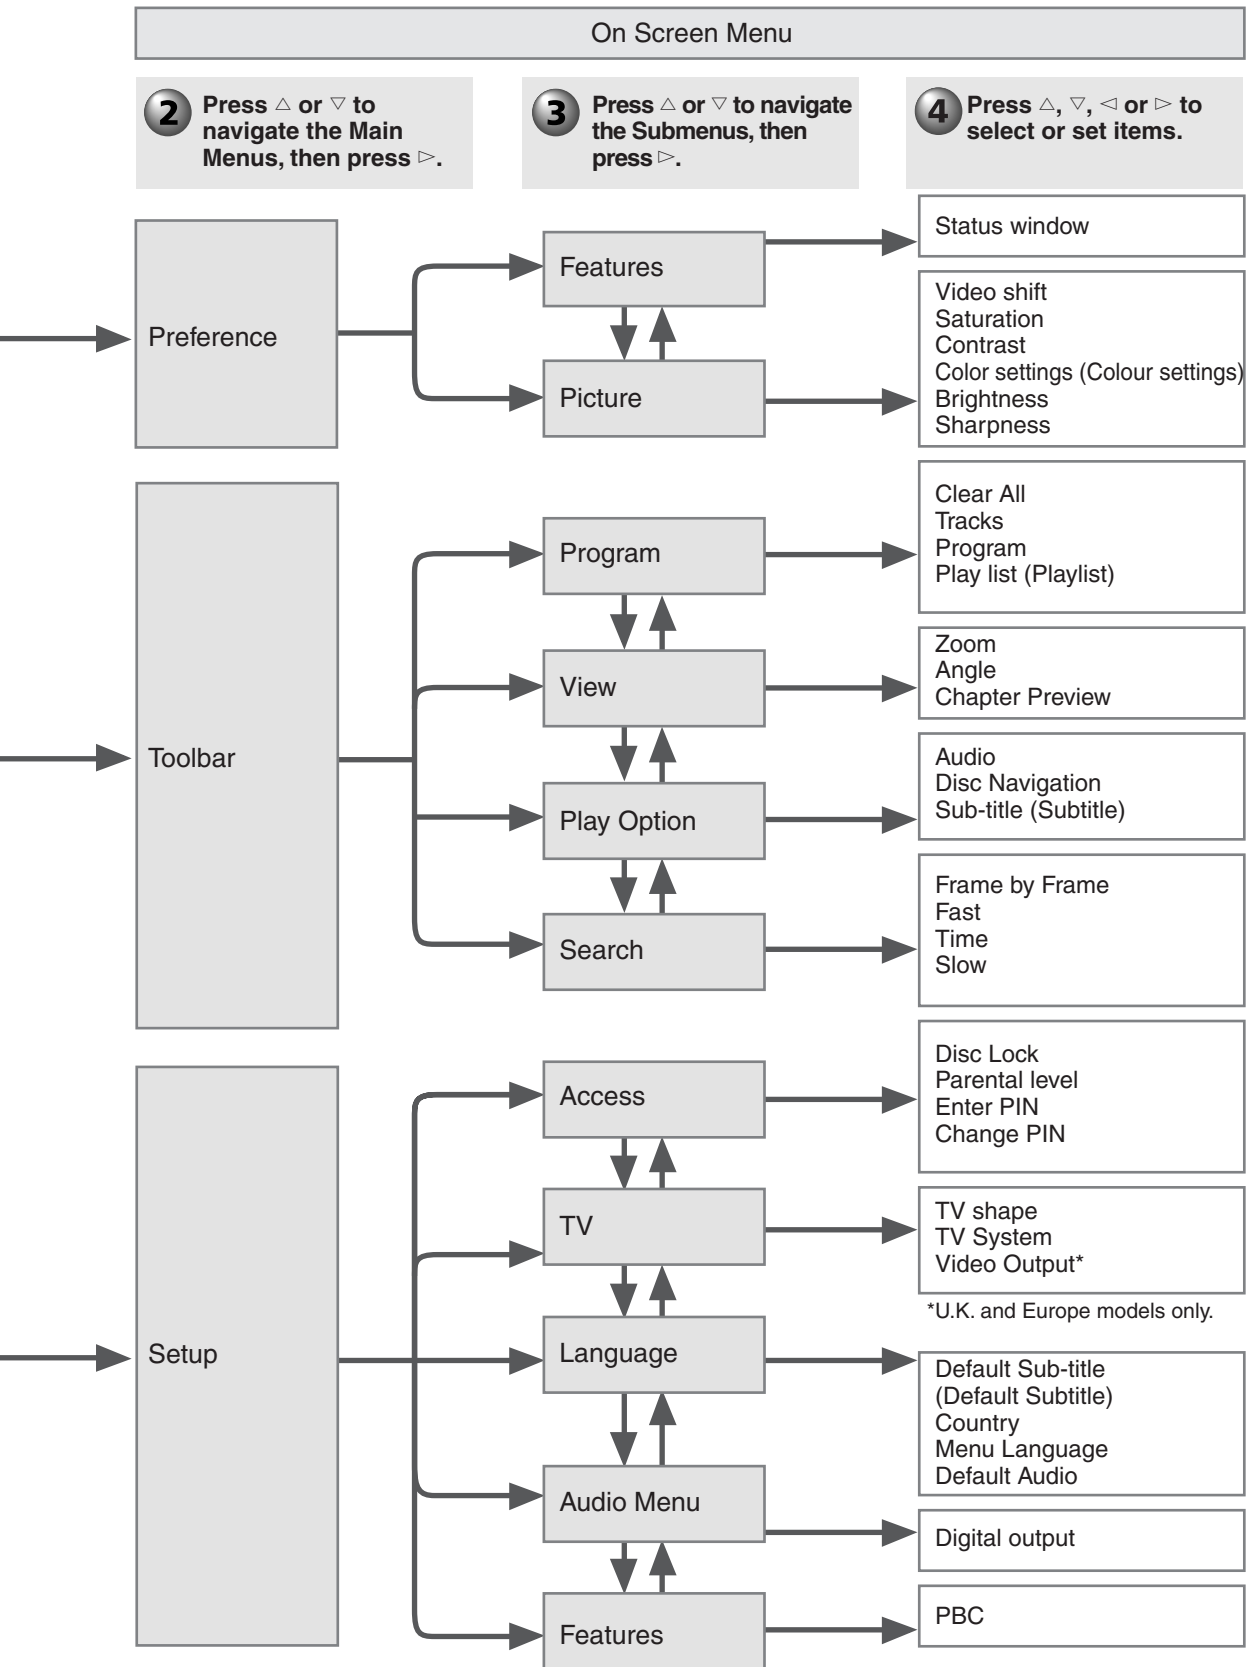 On Screen Menu
2 Press △ or ▽ to
navigate the Main
Menus, then press ▷.
3 Press △ or ▽ to navigate
the Submenus, then
press ▷.
4 Press △, ▽, ◁ or ▷ to
select or set items.
Preference
Features
Status window
Picture
Video shift
Saturation
Contrast
Color settings (Colour settings)
Brightness
Sharpness
Toolbar
Program
Clear All
Tracks
Program
Play list (Playlist)
View
Zoom
Angle
Chapter Preview
Play Option
Audio
Disc Navigation
Sub-title (Subtitle)
Search
Frame by Frame
Fast
Time
Slow
Setup
Access
Disc Lock
Parental level
Enter PIN
Change PIN
TV
TV shape
TV System
Video Output*
*U.K. and Europe models only.
Language
Default Sub-title
(Default Subtitle)
Country
Menu Language
Default Audio
Audio Menu
Digital output
Features
PBC